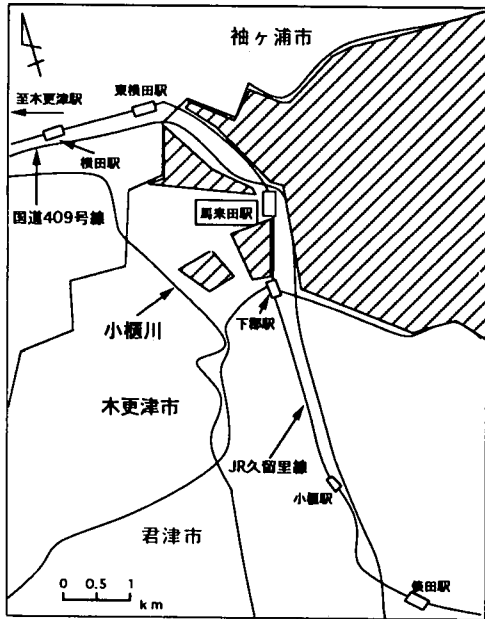 袖ヶ浦市
東横田駅
至木更津駅
横田駅
国道409号線
馬来田駅
小櫃川
下郡駅
木更津市
JR久留里線
小櫃駅
君津市
俵田駅
0 0.5 1
km